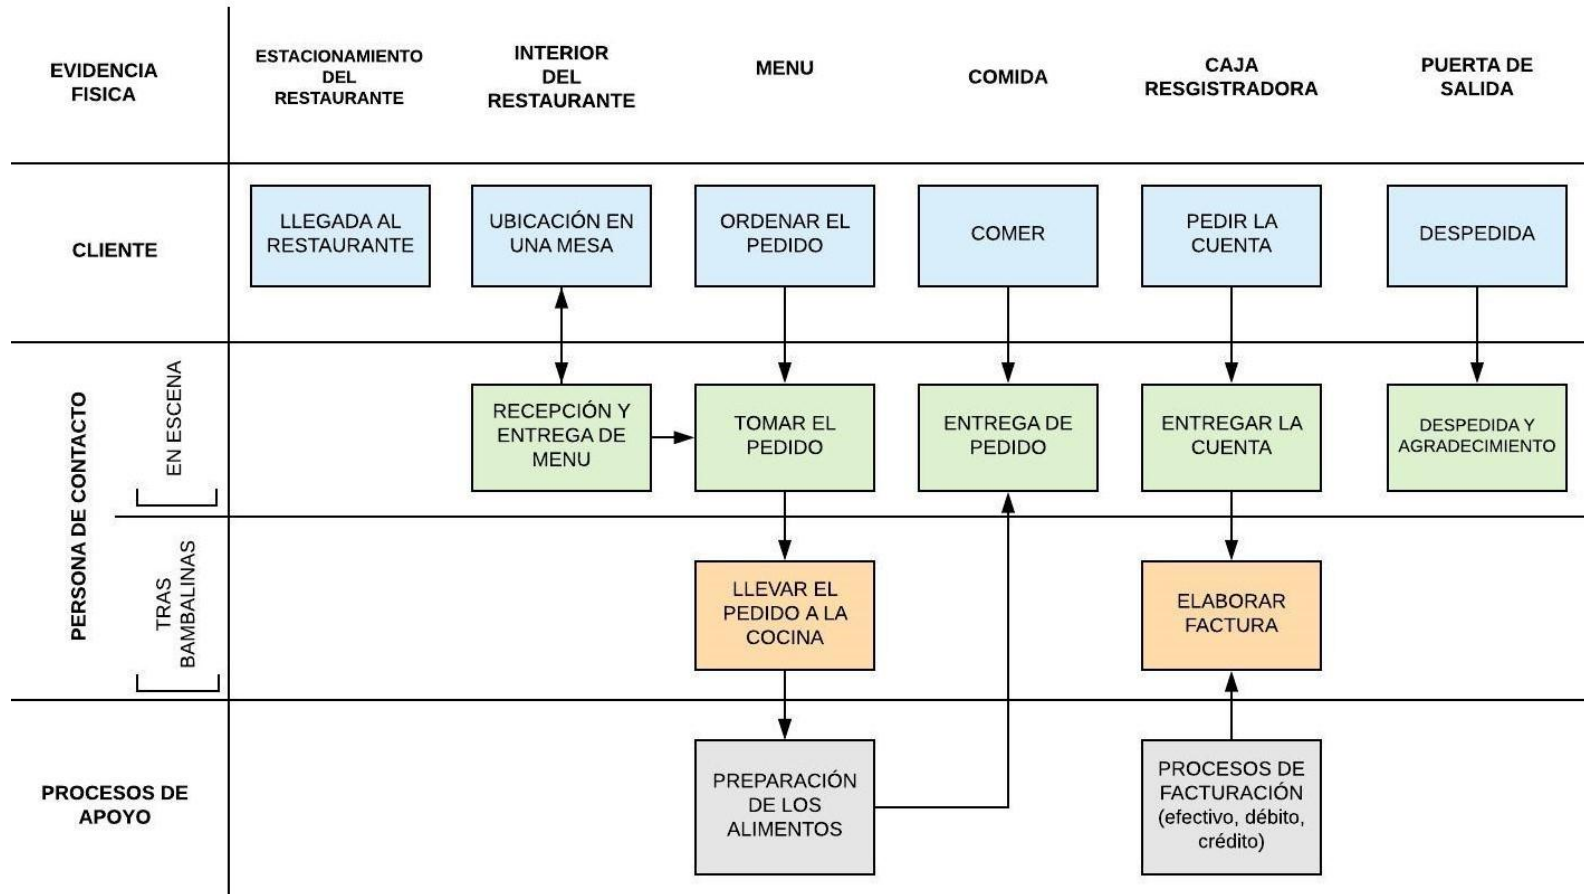 EVIDENCIA
FISICA
ESTACIONAMIENTO
DEL
RESTAURANTE
INTERIOR
DEL
RESTAURANTE
MENU
COMIDA
CAJA
RESGISTRADORA
PUERTA DE
SALIDA
CLIENTE
LLEGADA AL
RESTAURANTE
UBICACIÓN EN
UNA MESA
ORDENAR EL
PEDIDO
COMER
PEDIR LA
CUENTA
DESPEDIDA
PERSONA DE CONTACTO
EN ESCENA
RECEPCIÓN Y
ENTREGA DE
MENU
TOMAR EL
PEDIDO
ENTREGA DE
PEDIDO
ENTREGAR LA
CUENTA
DESPEDIDA Y
AGRADECIMIENTO
TRAS
BAMBALINAS
LLEVAR EL
PEDIDO A LA
COCINA
ELABORAR
FACTURA
PROCESOS DE
APOYO
PREPARACIÓN
DE LOS
ALIMENTOS
PROCESOS DE
FACTURACIÓN
(efectivo, débito,
crédito)